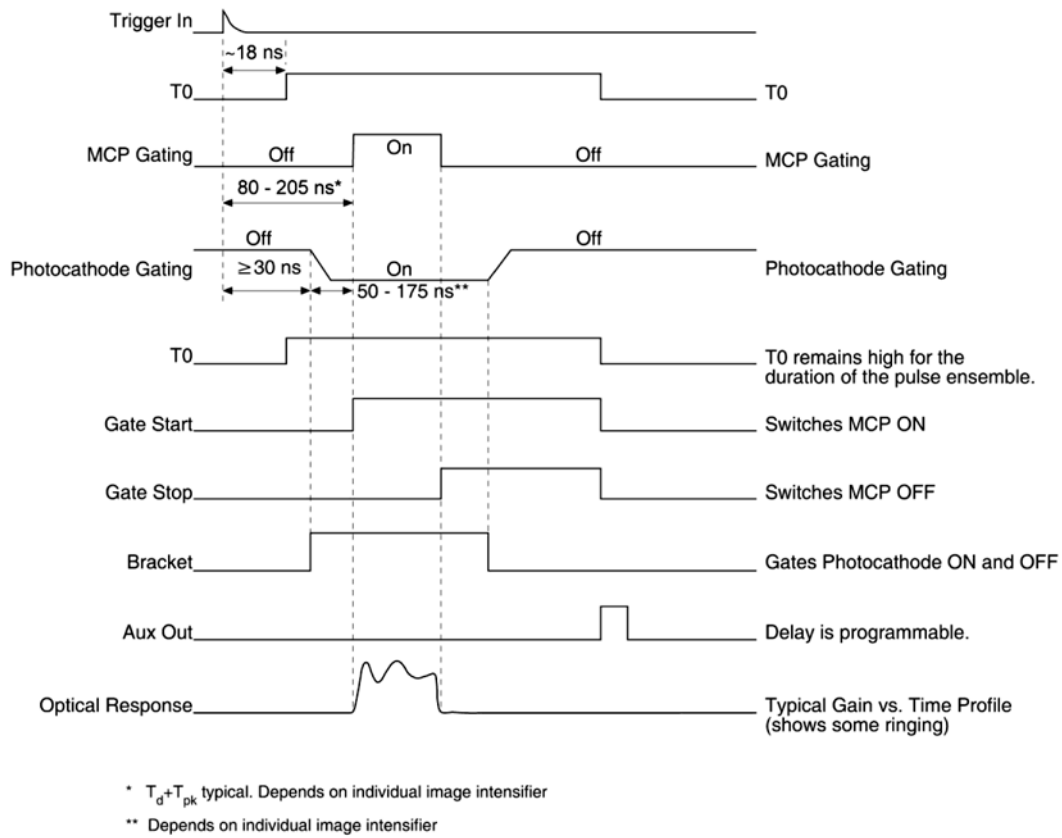 Trigger In
~18 ns
T0 T0
MCP Gating Off On Off MCP Gating
80 - 205 ns*
Off Off
Photocathode Gating ≥30 ns On Photocathode Gating
50 - 175 ns**
T0 T0 remains high for the
duration of the pulse ensemble.
Gate Start Switches MCP ON
Gate Stop Switches MCP OFF
Bracket Gates Photocathode ON and OFF
Aux Out Delay is programmable.
Optical Response Typical Gain vs. Time Profile
(shows some ringing)
* Td+Tpk typical. Depends on individual image intensifier
** Depends on individual image intensifier